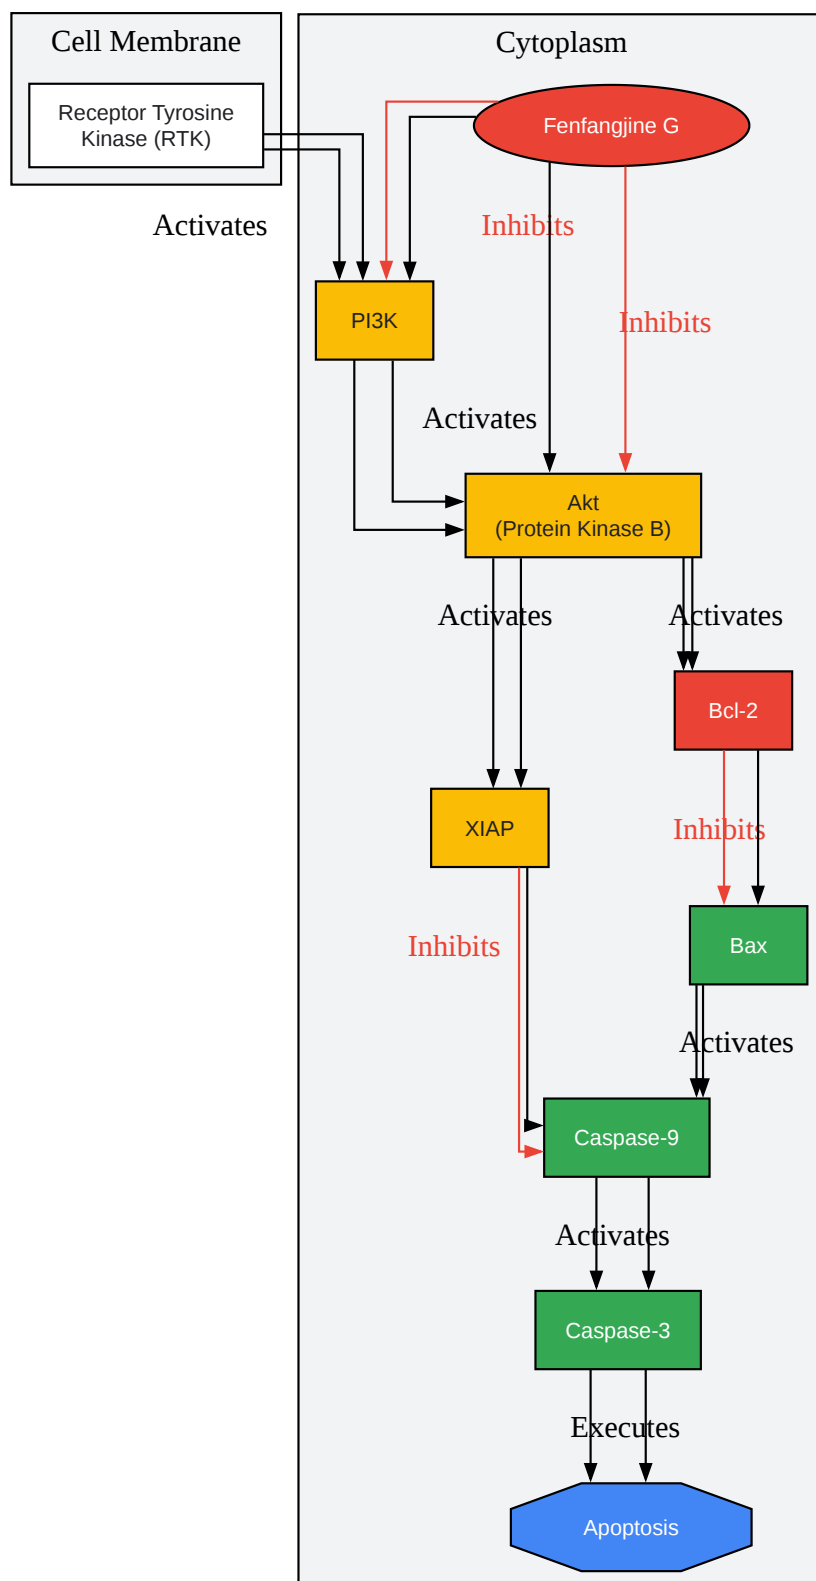 Cell Membrane
Cytoplasm
Receptor Tyrosine
Kinase (RTK)
Fenfangjine G
Activates
Inhibits
Inhibits
PI3K
Activates
Akt
(Protein Kinase B)
Activates
Activates
Bcl-2
XIAP
Inhibits
Inhibits
Bax
Activates
Caspase-9
Activates
Caspase-3
Executes
Apoptosis